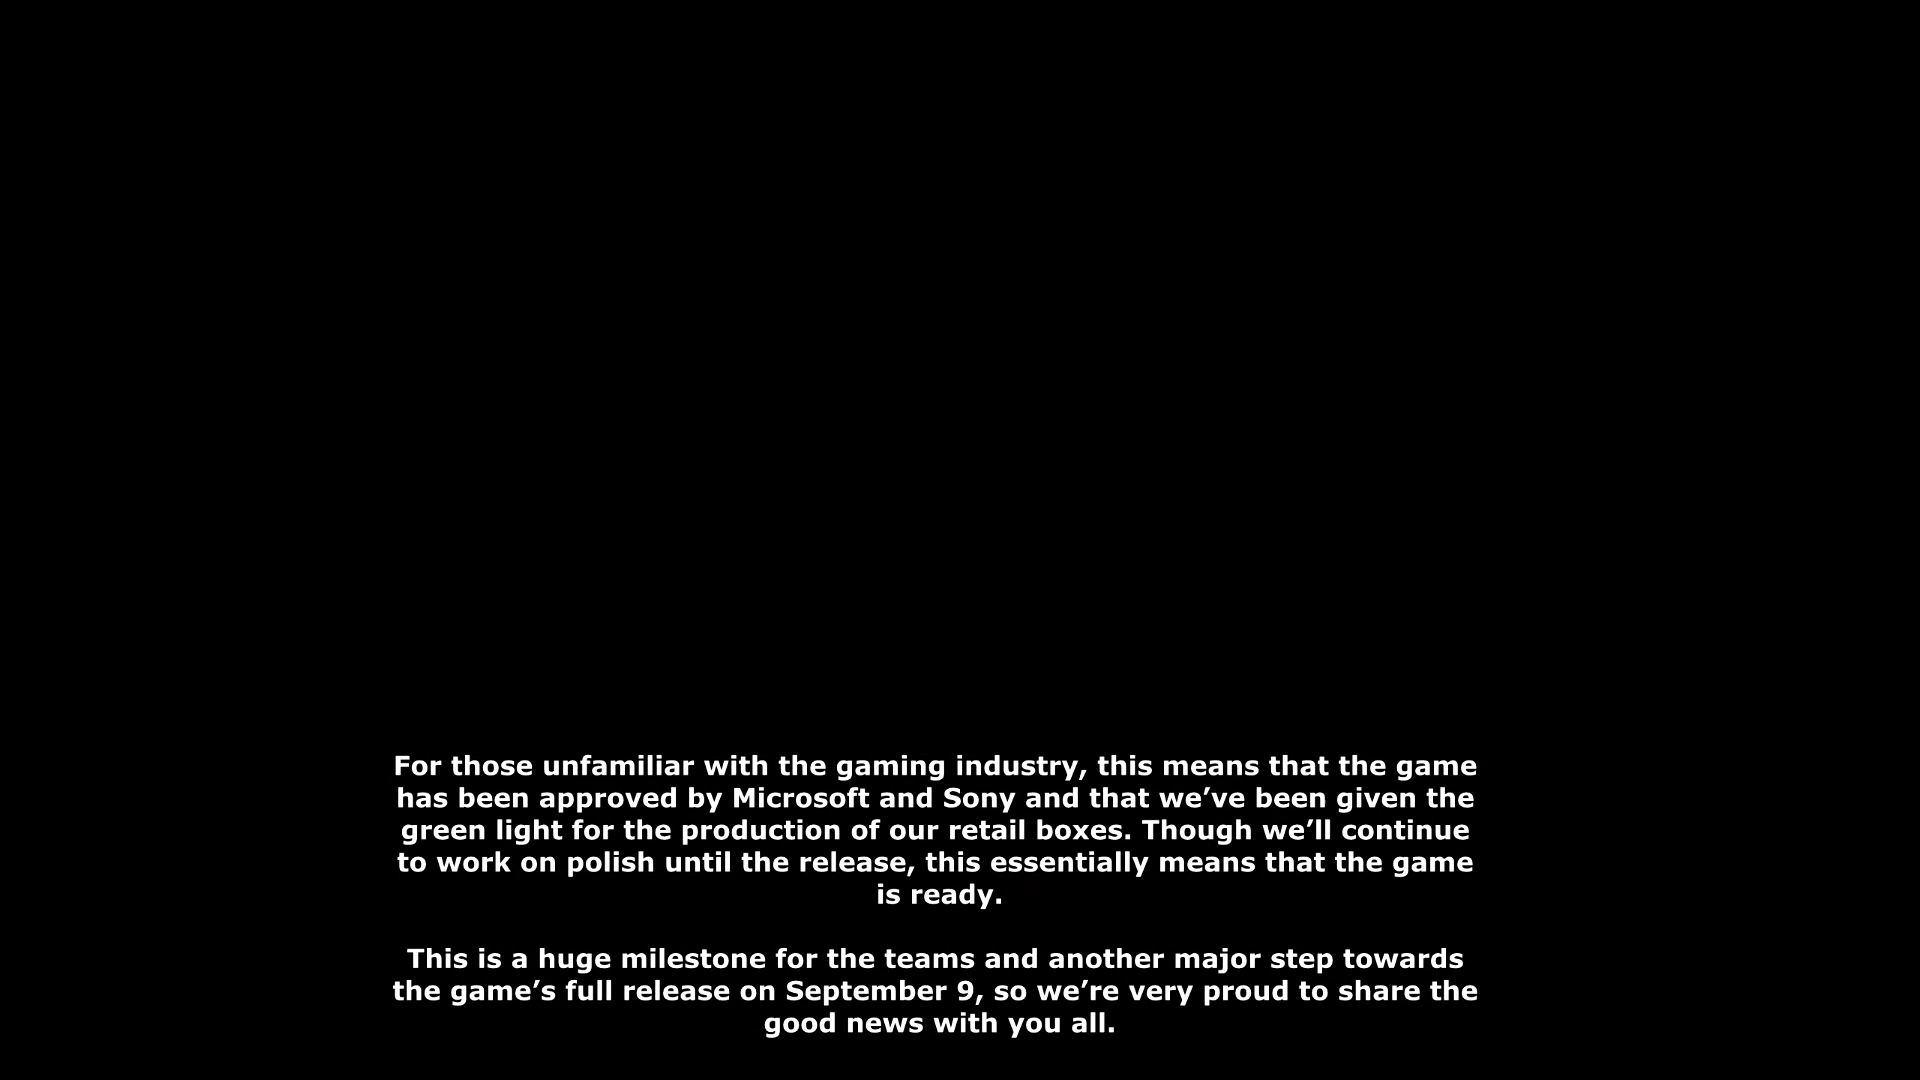 For those unfamiliar with the gaming industry, this means that the game
has been approved by Microsoft and Sony and that we’ve been given the
green light for the production of our retail boxes. Though we’ll continue
to work on polish until the release, this essentially means that the game
is ready.
This is a huge milestone for the teams and another major step towards
the game’s full release on September 9, so we’re very proud to share the
good news with you all.